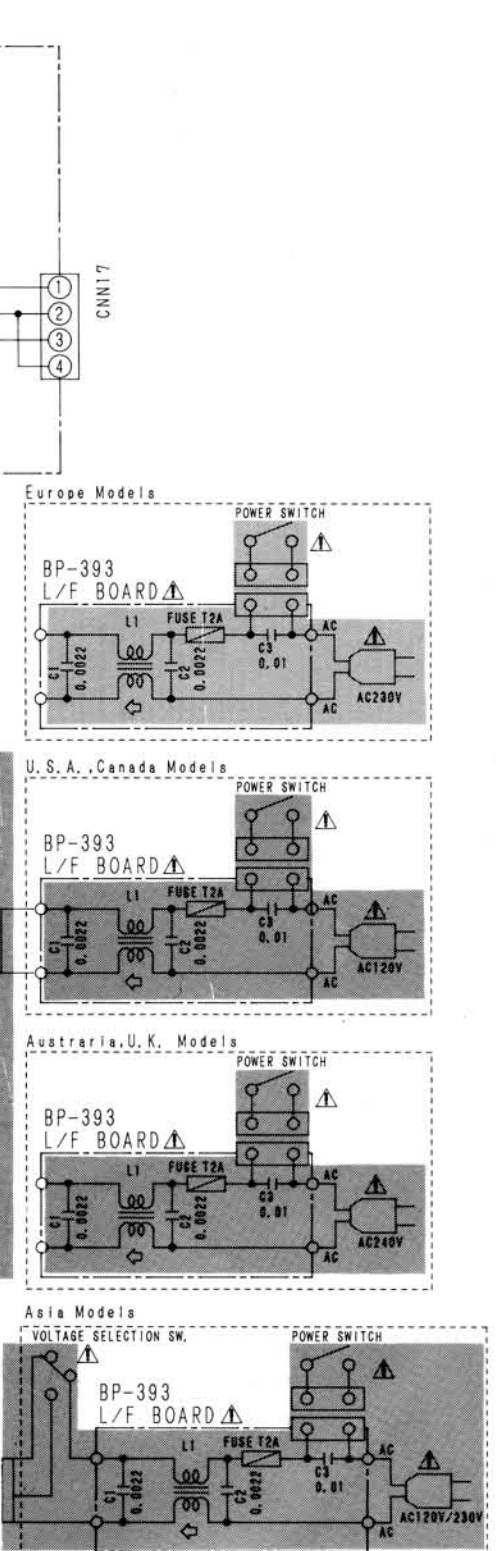 1
2
3
4
CNN17
Europe Models
POWER SWITCH
BP-393
L/F BOARD
L1
FUSE T2A
AC
C1
0.0022
C2
0.0022
C3
0.01
AC230V
AC
U.S.A.,Canada Models
POWER SWITCH
BP-393
L/F BOARD
L1
FUSE T2A
AC
C1
0.0022
C2
0.0022
C3
0.01
AC120V
AC
Austraria,U.K. Models
POWER SWITCH
BP-393
L/F BOARD
L1
FUSE T2A
AC
C1
0.0022
C2
0.0022
C3
0.01
AC240V
AC
Asia Models
VOLTAGE SELECTION SW.
POWER SWITCH
BP-393
L/F BOARD
L1
FUSE T2A
AC
C1
0.0022
C2
0.0022
C3
0.01
AC120V/230V
AC